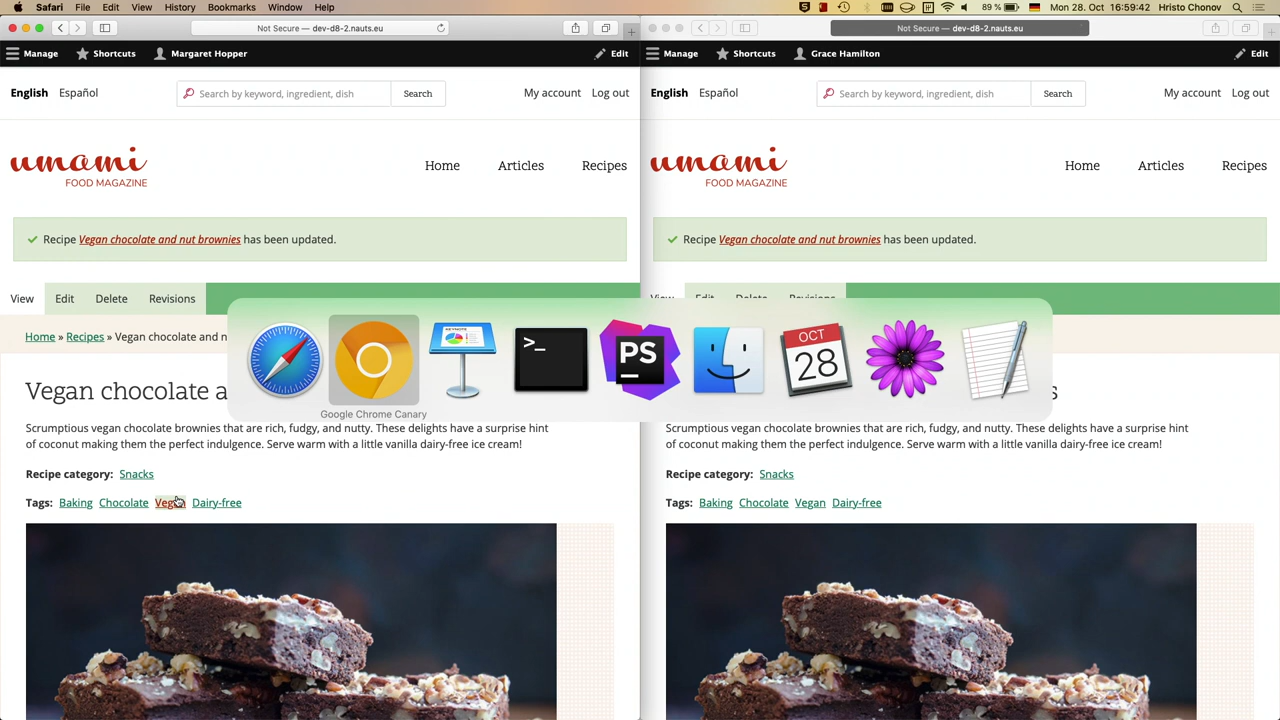 Safari File Edit View History Bookmarks Window Help
89 % Mon 28. Oct 16:59:42 Hristo Chonov
Not Secure — dev-d8-2.nauts.eu
Manage Shortcuts Margaret Hopper Edit
English Español
Search by keyword, ingredient, dish
Search
My account Log out
umami
FOOD MAGAZINE
Home Articles Recipes
Recipe Vegan chocolate and nut brownies has been updated.
View Edit Delete Revisions
Home » Recipes » Vegan chocolate and n
Vegan chocolate a
Scrumptious vegan chocolate brownies that are rich, fudgy, and nutty. These delights have a surprise hint
of coconut making them the perfect indulgence. Serve warm with a little vanilla dairy-free ice cream!
Recipe category: Snacks
Tags: Baking Chocolate Vegan Dairy-free
Not Secure — dev-d8-2.nauts.eu
Manage Shortcuts Grace Hamilton Edit
English Español
Search by keyword, ingredient, dish
Search
My account Log out
umami
FOOD MAGAZINE
Home Articles Recipes
Recipe Vegan chocolate and nut brownies has been updated.
View Edit Delete Revisions
s
Scrumptious vegan chocolate brownies that are rich, fudgy, and nutty. These delights have a surprise hint
of coconut making them the perfect indulgence. Serve warm with a little vanilla dairy-free ice cream!
Recipe category: Snacks
Tags: Baking Chocolate Vegan Dairy-free
>_
PS
OCT
28
Google Chrome Canary